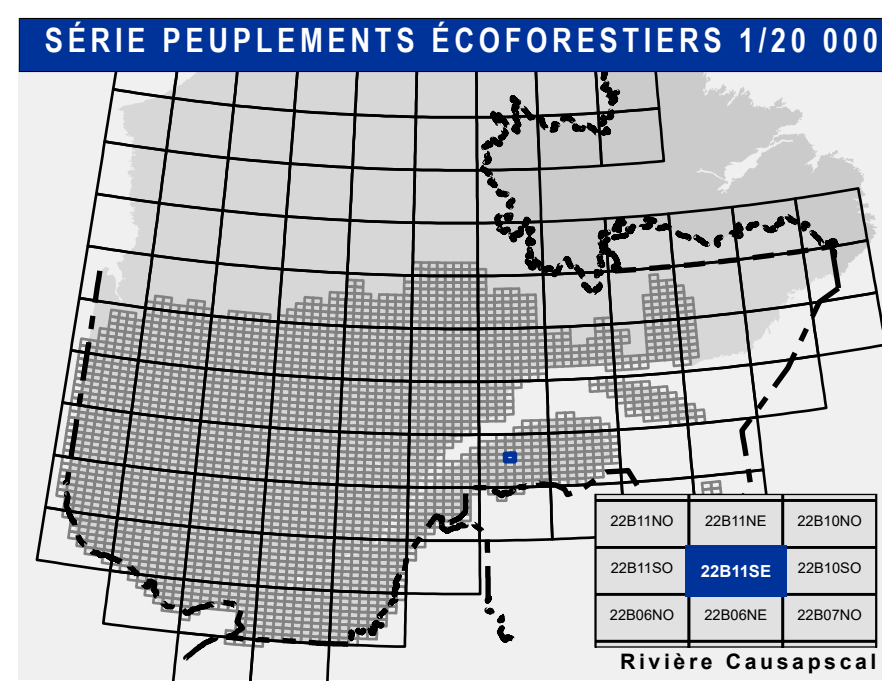 SÉRIE PEUPLEMENTS ÉCOFORESTIERS 1/20 000
22B11NO 22B11NE 22B10NO
22B11SO 22B11SE 22B10SO
22B06NO 22B06NE 22B07NO
Rivière Causapscal